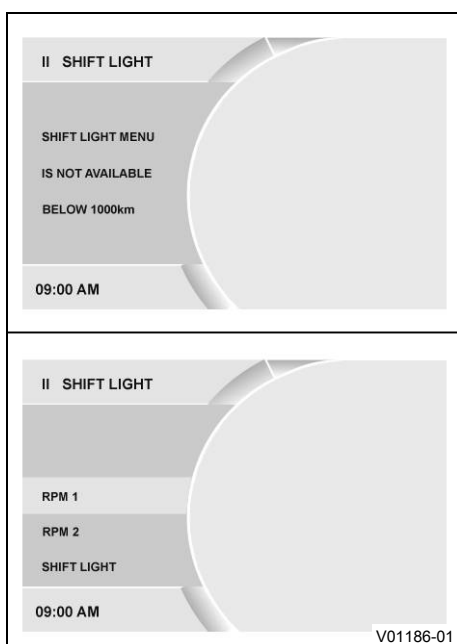 II SHIFT LIGHT
SHIFT LIGHT MENU
IS NOT AVAILABLE
BELOW 1000km
09:00 AM
II SHIFT LIGHT
RPM 1
RPM 2
SHIFT LIGHT
09:00 AM
V01186-01